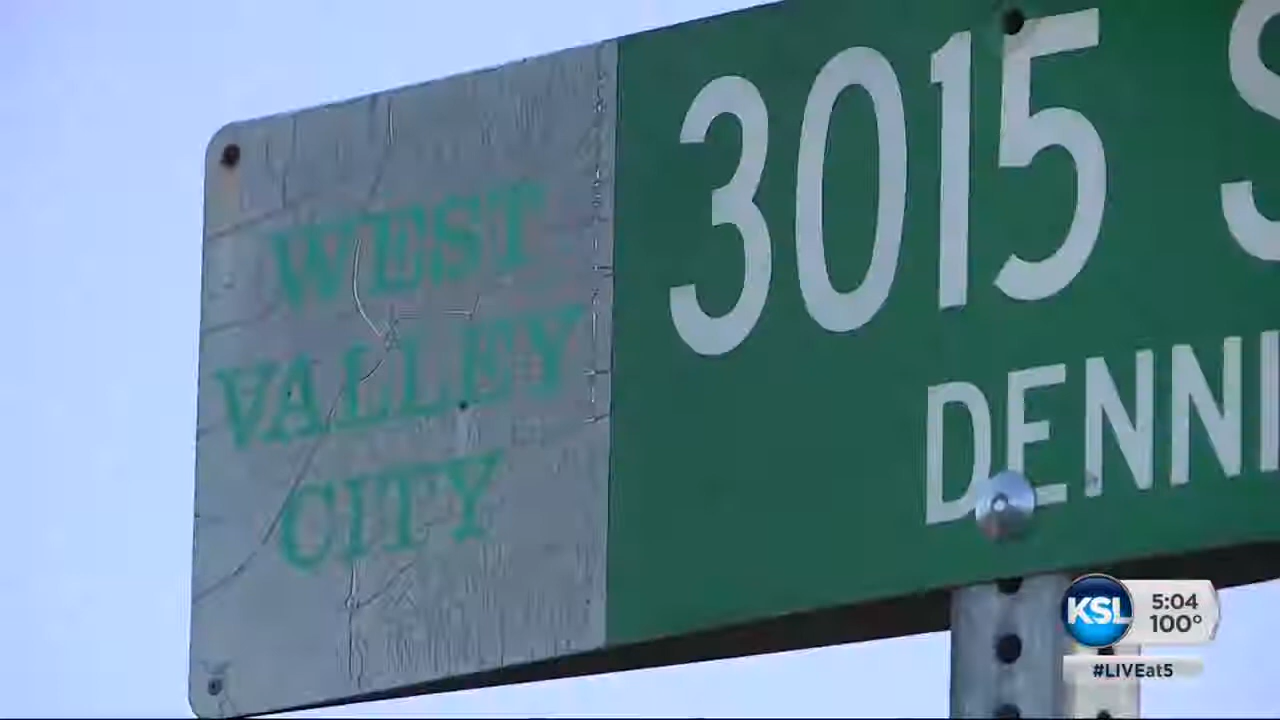 WEST
VALLEY
CITY
3015 S
DENNI
KSL
5:04
100°
#LIVEat5